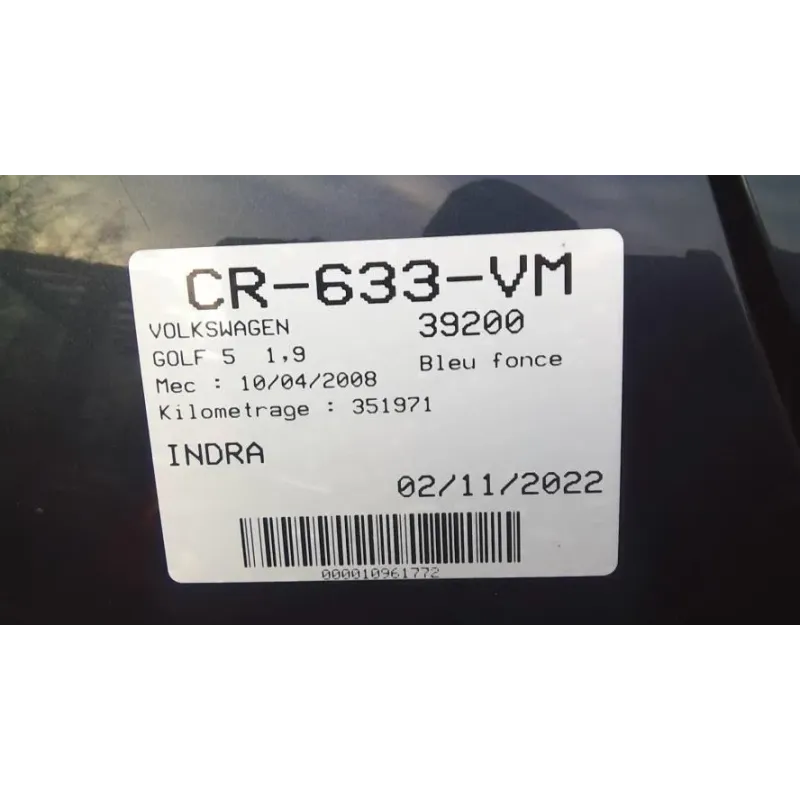 CR-633-VM
VOLKSWAGEN 39200
GOLF 5 1,9 Bleu fonce
Mec : 10/04/2008
Kilometrage : 351971
INDRA
02/11/2022
000010961772